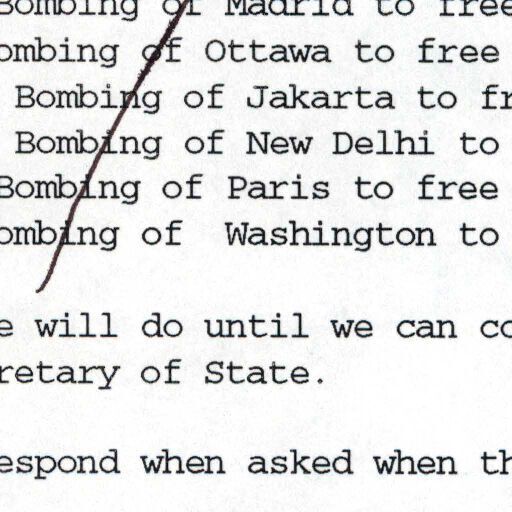 Bombing of Madrid to free
ombing of Ottawa to free
Bombing of Jakarta to fr
Bombing of New Delhi to
Bombing of Paris to free
ombing of Washington to
e will do until we can co
retary of State.
espond when asked when th